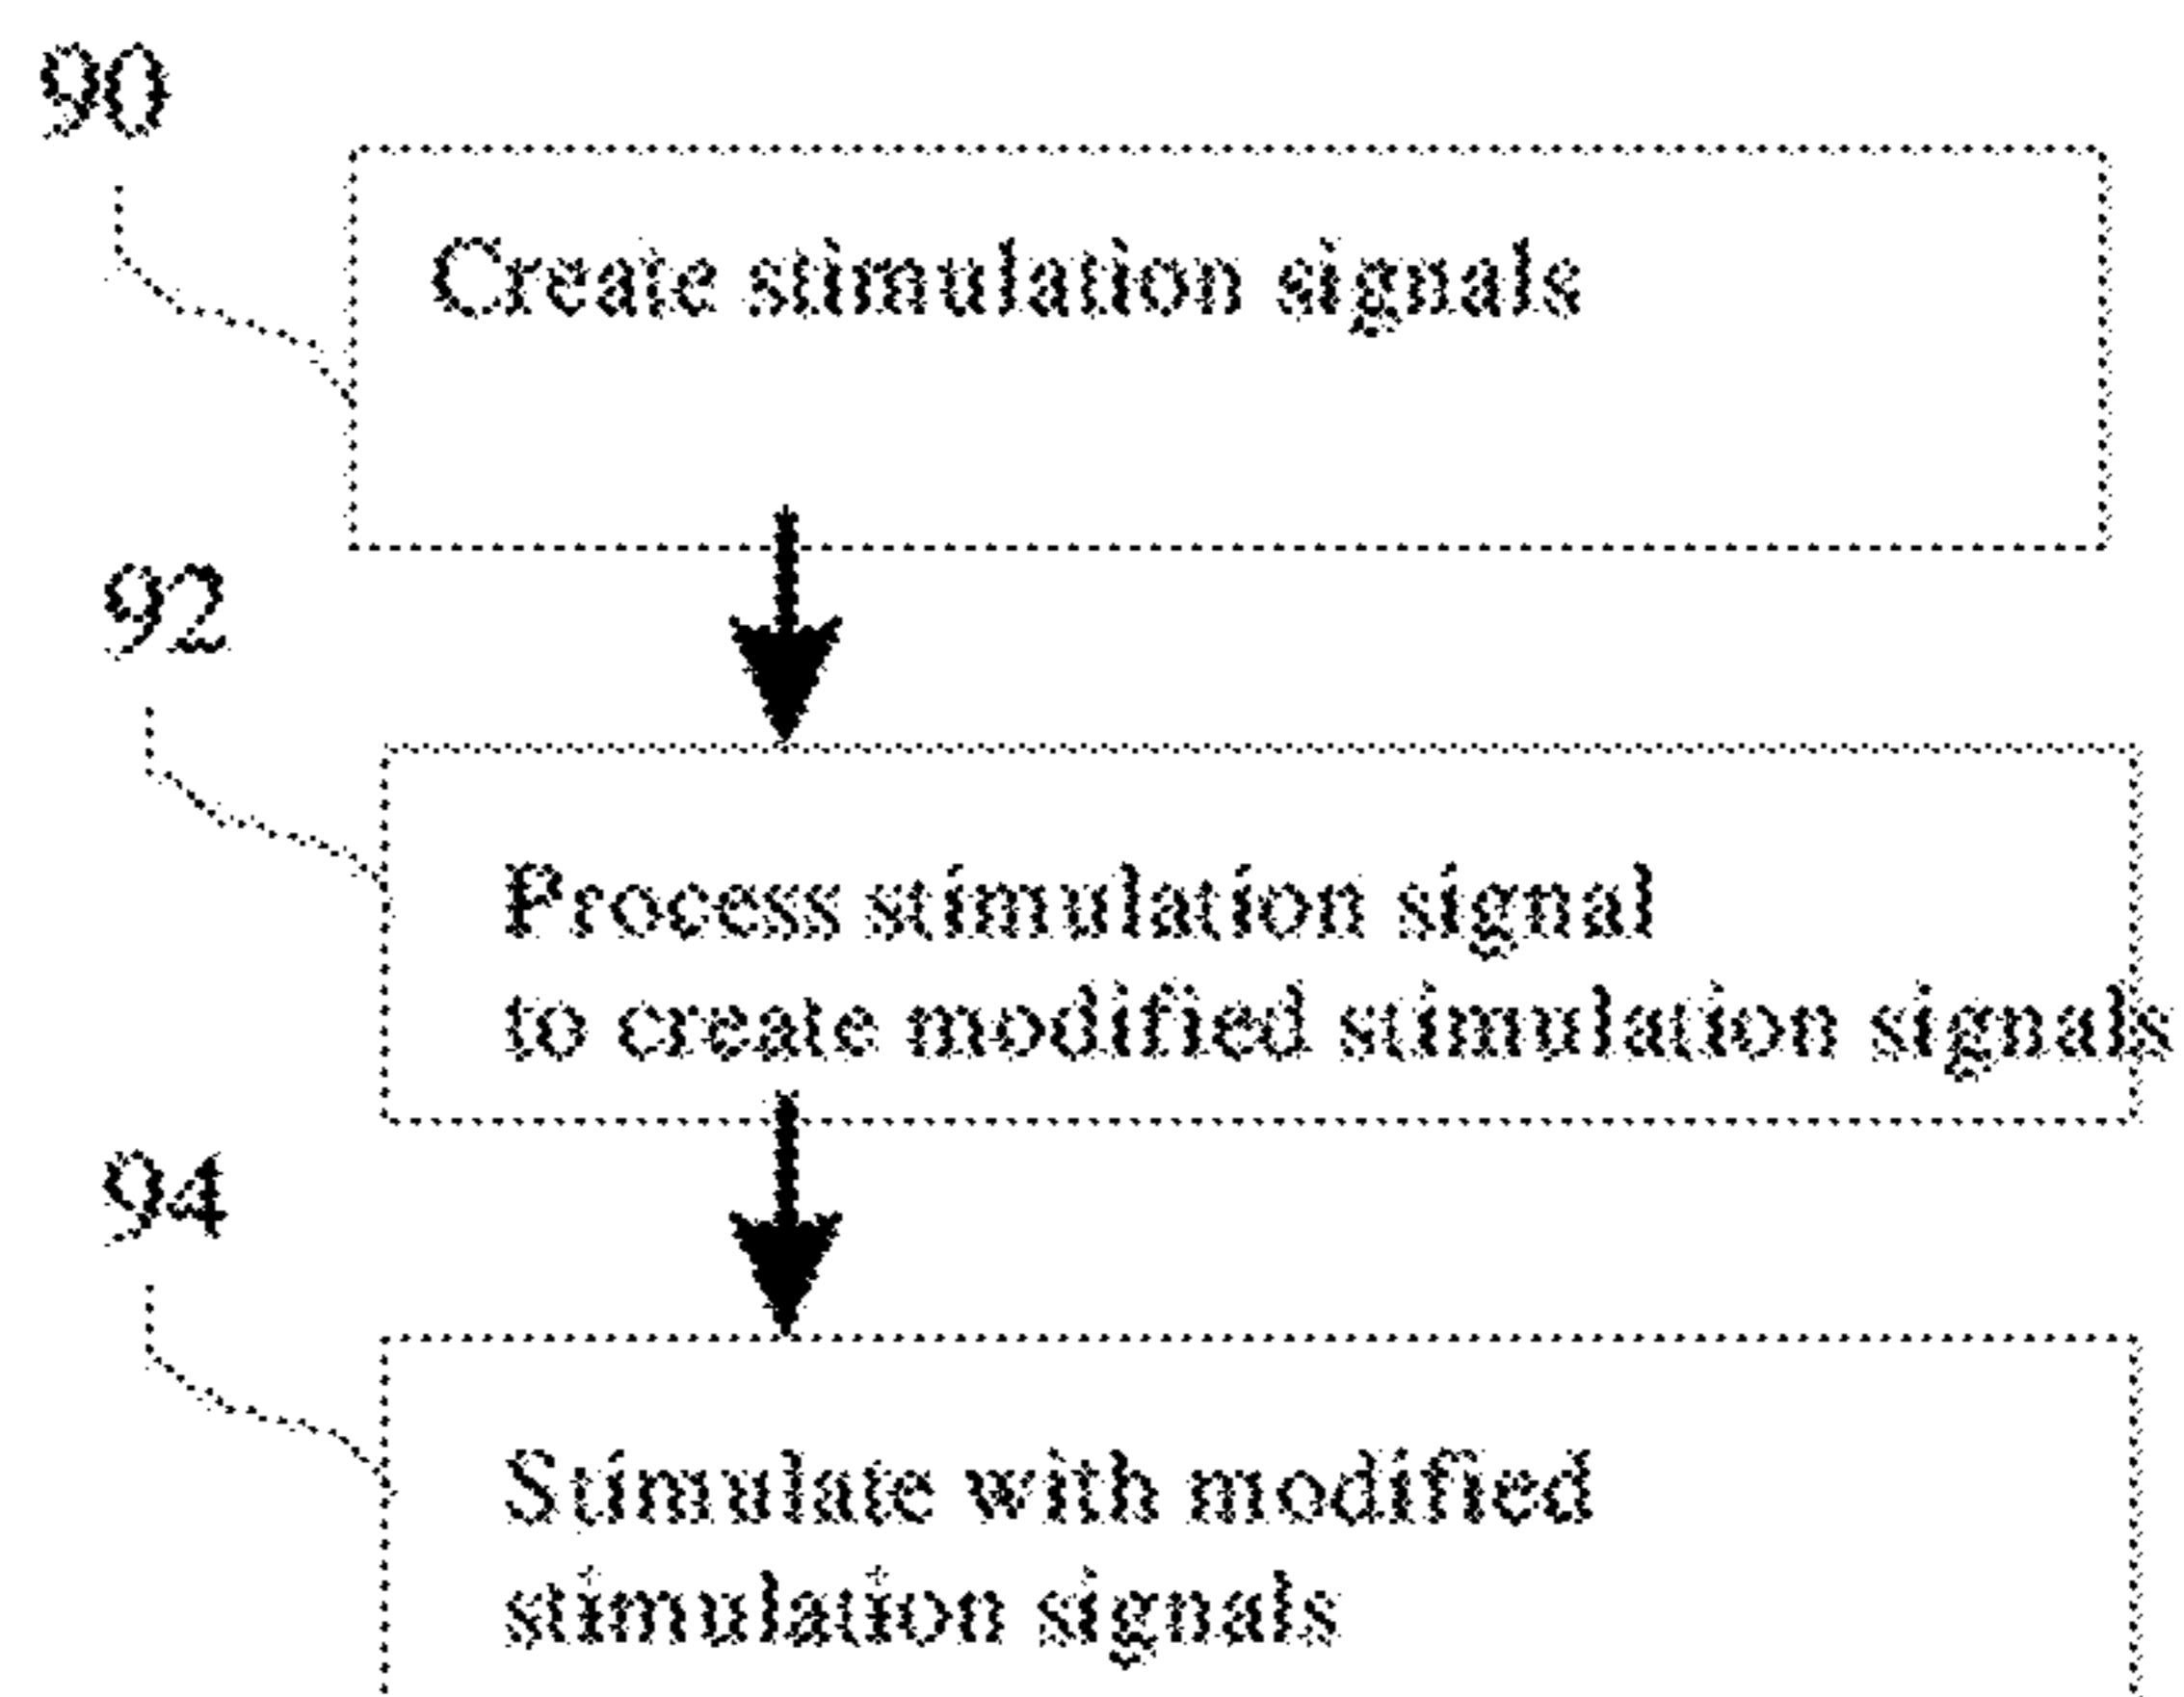 90
Create stimulation signals
92
Process stimulation signal
to create modified stimulation signals
94
Stimulate with modified
stimulation signals